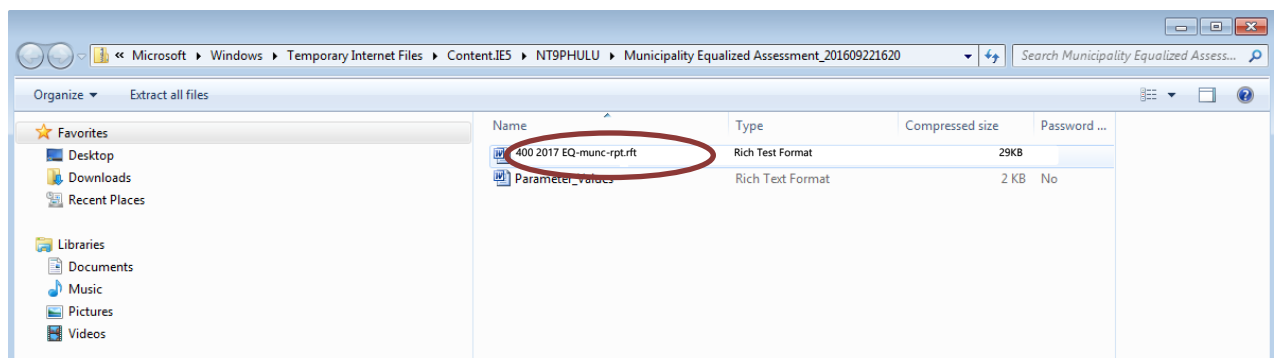 « Microsoft ▸ Windows ▸ Temporary Internet Files ▸ Content.IE5 ▸ NT9PHULU ▸ Municipality Equalized Assessment_201609221620 Search Municipality Equalized Assess...
Organize Extract all files
Favorites
Desktop
Downloads
Recent Places
Libraries
Documents
Music
Pictures
Videos
Name Type Compressed size Password ...
400 2017 EQ-munc-rpt.rft Rich Test Format 29KB
Parameter_Values Rich Text Format 2 KB No